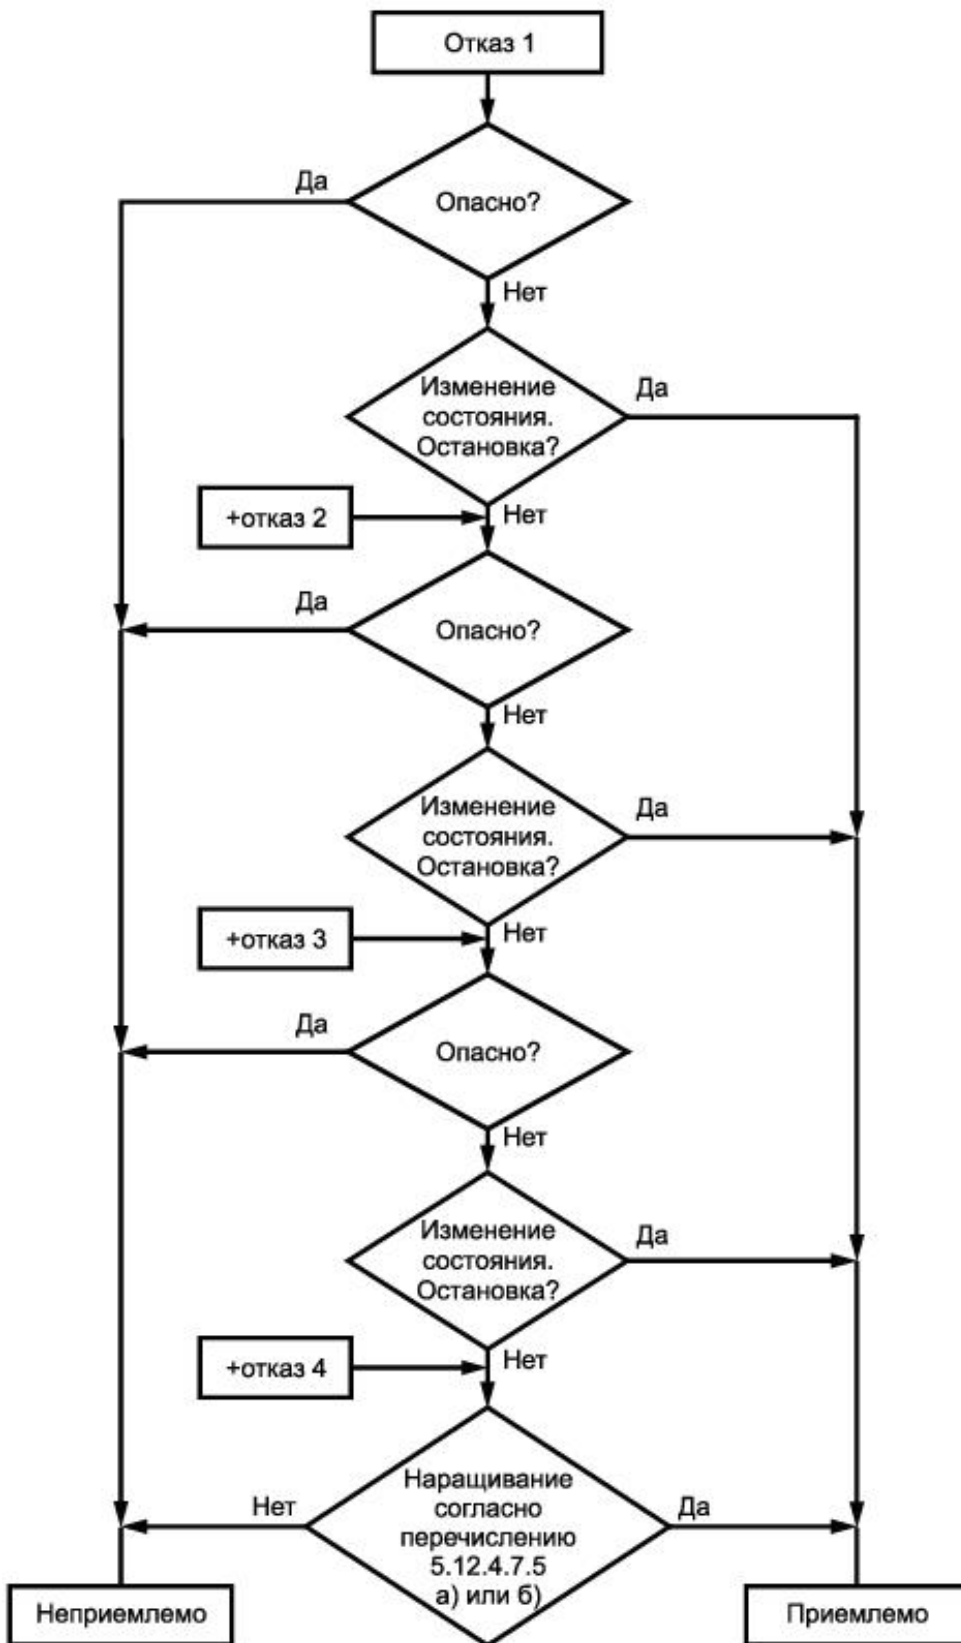 Отказ 1
Да
Опасно?
Нет
Изменение
состояния.
Остановка?
Да
+отказ 2
Нет
Да
Опасно?
Нет
Изменение
состояния.
Остановка?
Да
+отказ 3
Нет
Да
Опасно?
Нет
Изменение
состояния.
Остановка?
Да
+отказ 4
Нет
Нет
Наращивание
согласно
перечислению
5.12.4.7.5
а) или б)
Да
Неприемлемо
Приемлемо